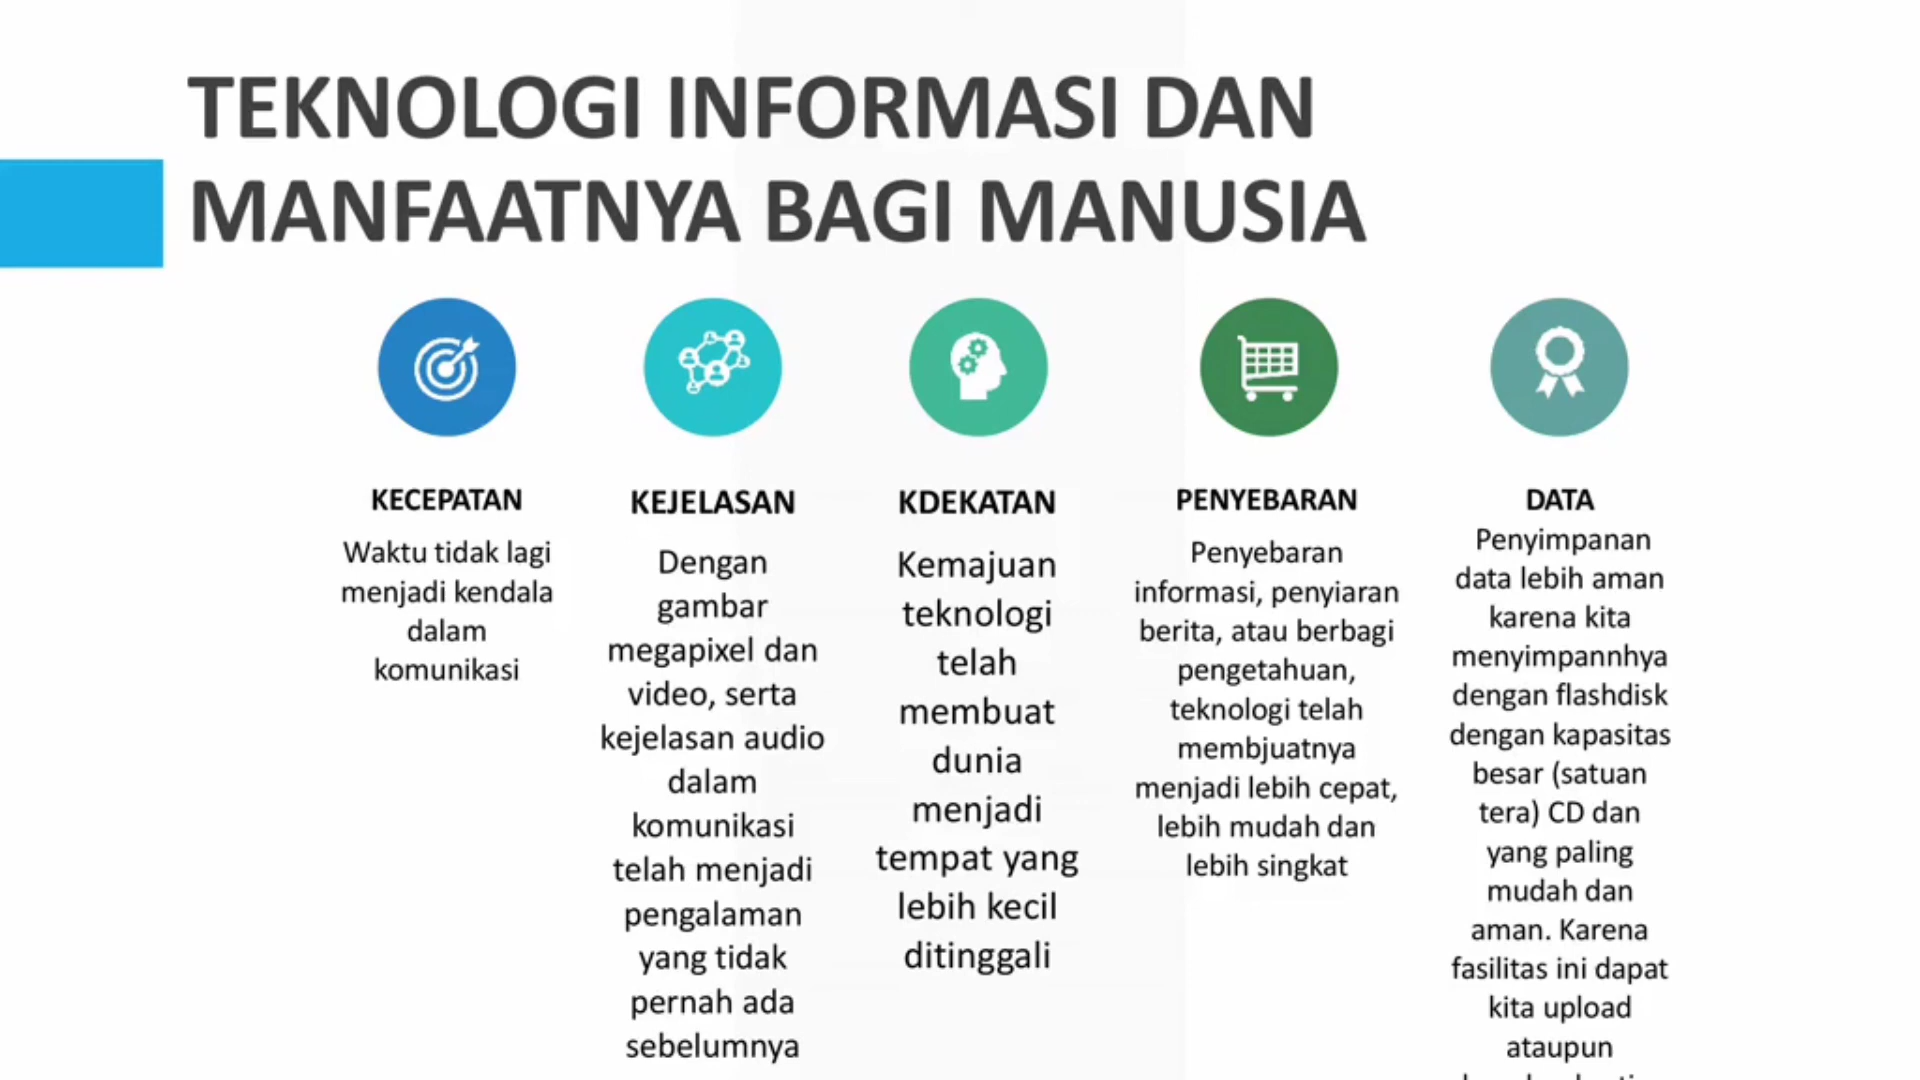 TEKNOLOGI INFORMASI DAN
MANFAATNYA BAGI MANUSIA
KECEPATAN
Waktu tidak lagi
menjadi kendala
dalam
komunikasi
KEJELASAN
Dengan
gambar
megapixel dan
video, serta
kejelasan audio
dalam
komunikasi
telah menjadi
pengalaman
yang tidak
pernah ada
sebelumnya
KDEKATAN
Kemajuan
teknologi
telah
membuat
dunia
menjadi
tempat yang
lebih kecil
ditinggali
PENYEBARAN
Penyebaran
informasi, penyiaran
berita, atau berbagi
pengetahuan,
teknologi telah
membjuatnya
menjadi lebih cepat,
lebih mudah dan
lebih singkat
DATA
Penyimpanan
data lebih aman
karena kita
menyimpannhya
dengan flashdisk
dengan kapasitas
besar (satuan
tera) CD dan
yang paling
mudah dan
aman. Karena
fasilitas ini dapat
kita upload
ataupun